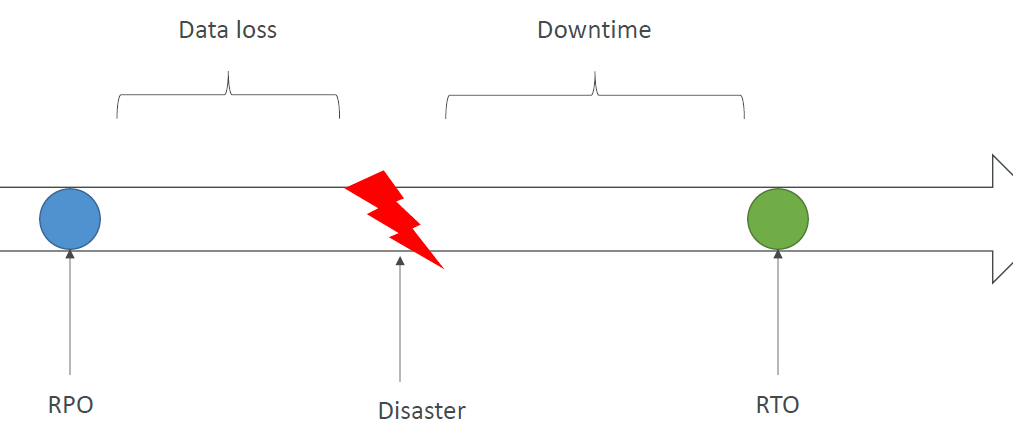 Data loss
Downtime
RPO
Disaster
RTO